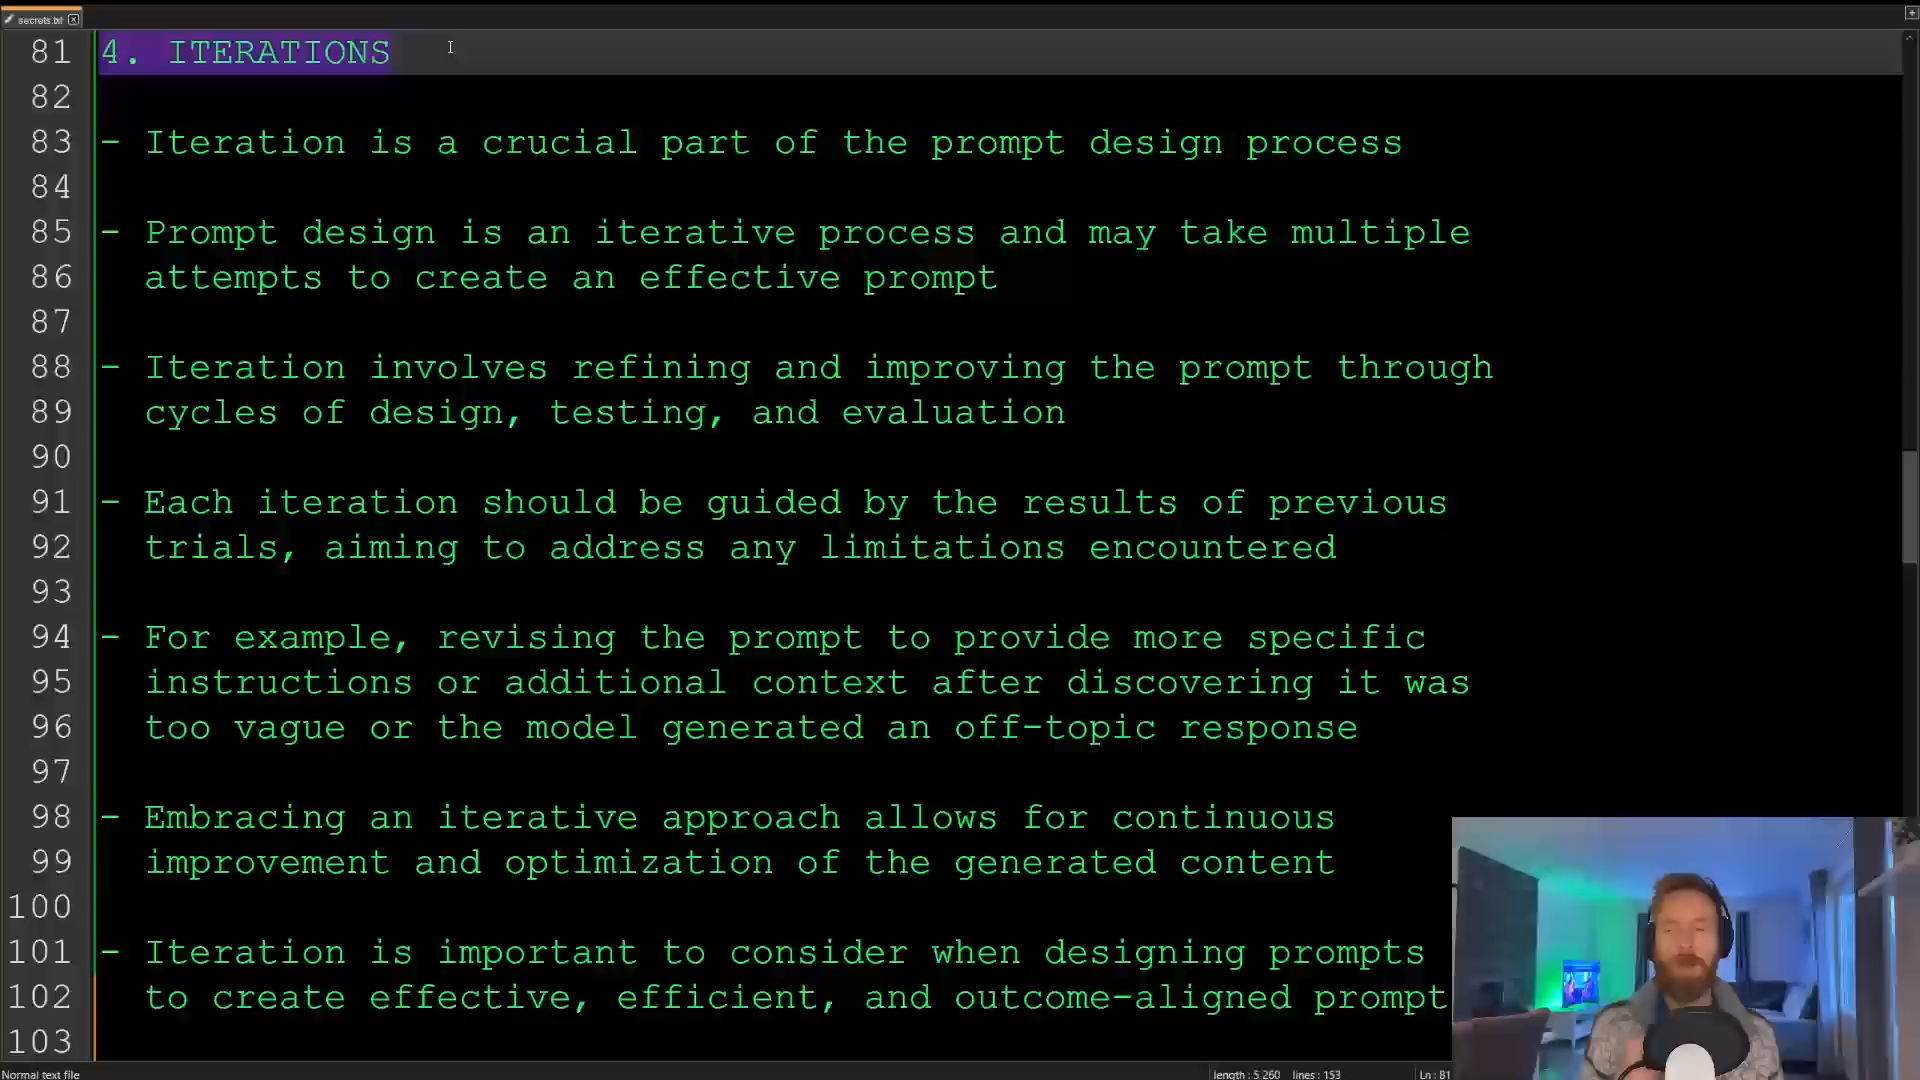 secrets.txt
81 4. ITERATIONS
82
83 - Iteration is a crucial part of the prompt design process
84
85 - Prompt design is an iterative process and may take multiple
86 attempts to create an effective prompt
87
88 - Iteration involves refining and improving the prompt through
89 cycles of design, testing, and evaluation
90
91 - Each iteration should be guided by the results of previous
92 trials, aiming to address any limitations encountered
93
94 - For example, revising the prompt to provide more specific
95 instructions or additional context after discovering it was
96 too vague or the model generated an off-topic response
97
98 - Embracing an iterative approach allows for continuous
99 improvement and optimization of the generated content
100
101 - Iteration is important to consider when designing prompts
102 to create effective, efficient, and outcome-aligned prompt
103
Normal text file length : 5 260 lines : 153 Ln : 81